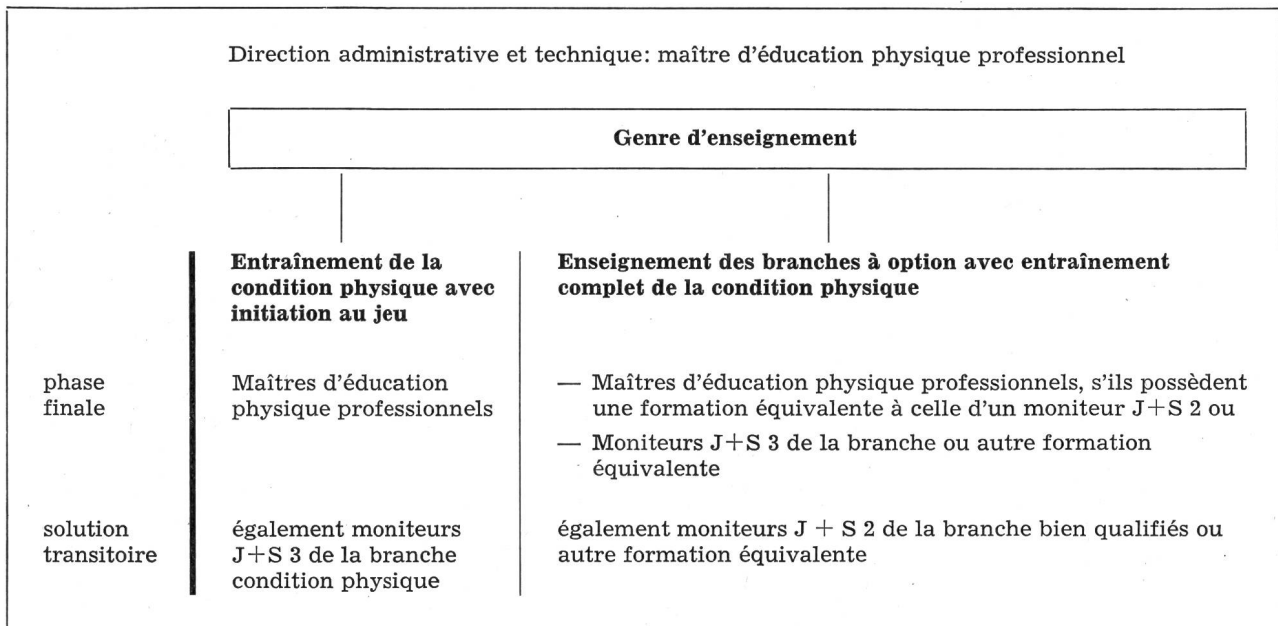 Direction administrative et technique: maître d'éducation physique professionnel
Genre d'enseignement
Entraînement de la
condition physique avec
initiation au jeu
Enseignement des branches à option avec entraînement
complet de la condition physique
phase
finale
Maîtres d'éducation
physique professionnels
— Maîtres d'éducation physique professionnels, s'ils possèdent
une formation équivalente à celle d'un moniteur J+S 2 ou
— Moniteurs J+S 3 de la branche ou autre formation
équivalente
solution
transitoire
également moniteurs
J+S 3 de la branche
condition physique
également moniteurs J + S 2 de la branche bien qualifiés ou
autre formation équivalente